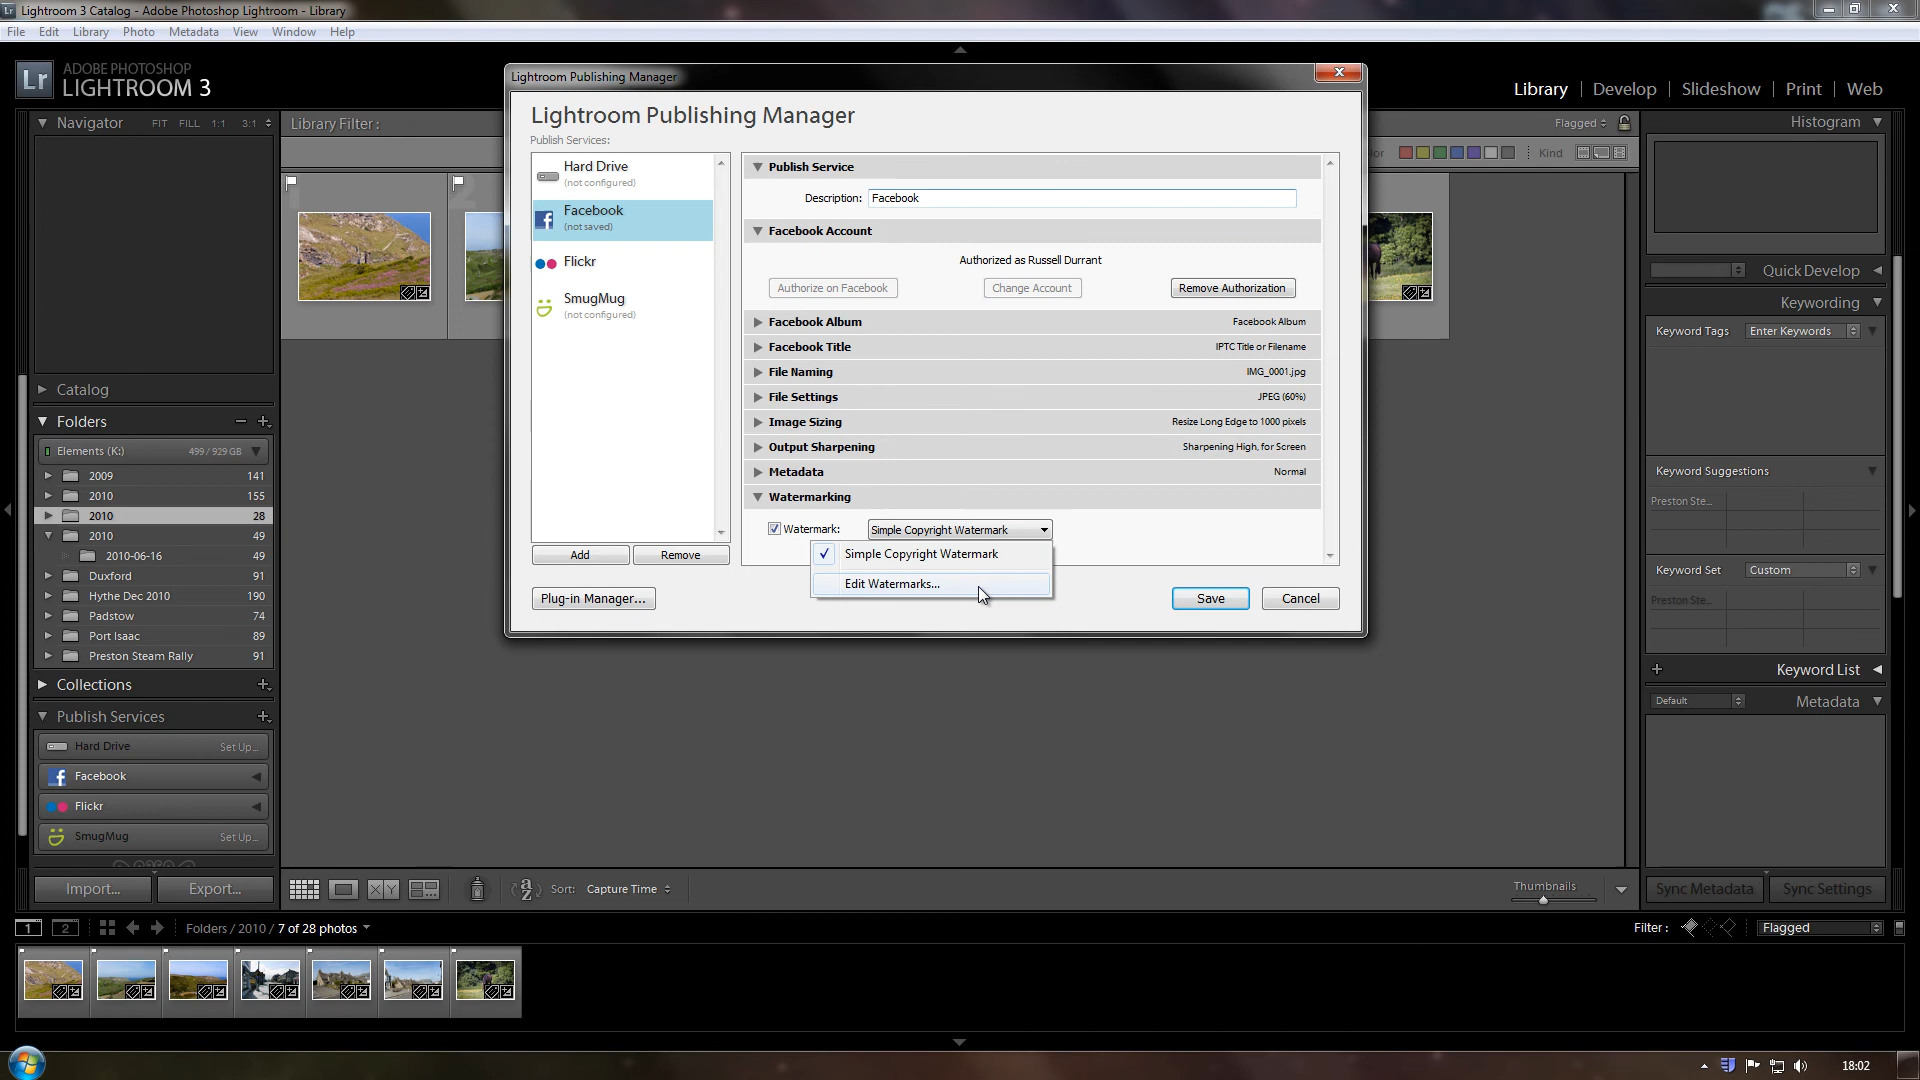 Lightroom 3 Catalog - Adobe Photoshop Lightroom - Library
File Edit Library Photo Metadata View Window Help
Lr ADOBE PHOTOSHOP
LIGHTROOM 3
Library | Develop | Slideshow | Print | Web
Navigator FIT FILL 1:1 3:1
Library Filter :
Flagged
Kind
Histogram
Lightroom Publishing Manager
Lightroom Publishing Manager
Publish Services:
Hard Drive
(not configured)
Facebook
(not saved)
Flickr
SmugMug
(not configured)
Add Remove
Plug-in Manager...
Publish Service
Description: Facebook
Facebook Account
Authorized as Russell Durrant
Authorize on Facebook Change Account Remove Authorization
Facebook Album Facebook Album
Facebook Title IPTC Title or Filename
File Naming IMG_0001.jpg
File Settings JPEG (60%)
Image Sizing Resize Long Edge to 1000 pixels
Output Sharpening Sharpening High, for Screen
Metadata Normal
Watermarking
Watermark: Simple Copyright Watermark
Simple Copyright Watermark
Edit Watermarks...
Save Cancel
Catalog
Folders
Elements (K:) 499 / 929 GB
2009 141
2010 155
2010 28
2010 49
2010-06-16 49
Duxford 91
Hythe Dec 2010 190
Padstow 74
Port Isaac 89
Preston Steam Rally 91
Collections
Publish Services
Hard Drive Set Up...
Facebook
Flickr
SmugMug Set Up...
Import... Export...
Quick Develop
Keywording
Keyword Tags Enter Keywords
Keyword Suggestions
Preston Ste...
Keyword Set Custom
Preston Ste...
Keyword List
Default Metadata
Sync Metadata Sync Settings
Sort: Capture Time
Thumbnails
1 2 Folders / 2010 / 7 of 28 photos
Filter : Flagged
18:02